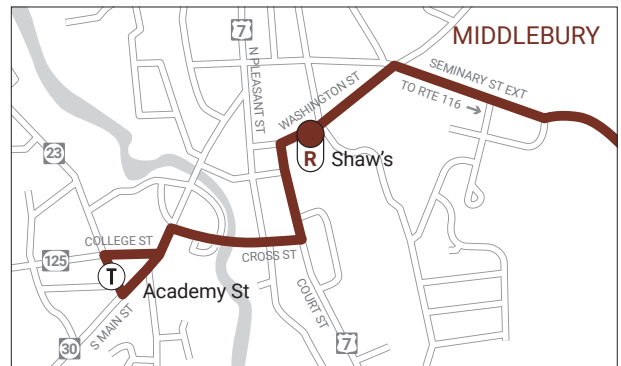 MIDDLEBURY
7
N PLEASANT ST
WASHINGTON ST
SEMINARY ST EXT
TO RTE 116
R
Shaw's
23
COLLEGE ST
125
T
Academy St
CROSS ST
S MAIN ST
COURT ST
30
7